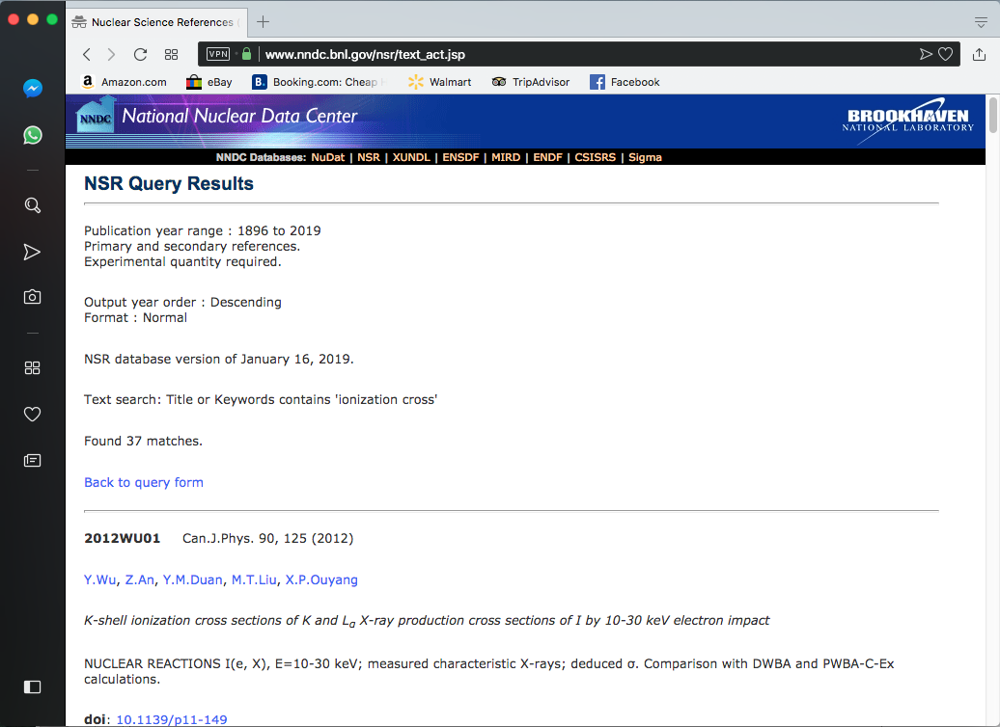 Nuclear Science References (
VPN www.nndc.bnl.gov/nsr/text_act.jsp
a Amazon.com eBay B. Booking.com: Cheap H Walmart TripAdvisor f Facebook
NNDC National Nuclear Data Center BROOKHAVEN
NATIONAL LABORATORY
NNDC Databases: NuDat | NSR | XUNDL | ENSDF | MIRD | ENDF | CSISRS | Sigma
NSR Query Results
Publication year range : 1896 to 2019
Primary and secondary references.
Experimental quantity required.
Output year order : Descending
Format : Normal
NSR database version of January 16, 2019.
Text search: Title or Keywords contains 'ionization cross'
Found 37 matches.
Back to query form
2012WU01 Can.J.Phys. 90, 125 (2012)
Y.Wu, Z.An, Y.M.Duan, M.T.Liu, X.P.Ouyang
K-shell ionization cross sections of K and Lα X-ray production cross sections of I by 10-30 keV electron impact
NUCLEAR REACTIONS I(e, X), E=10-30 keV; measured characteristic X-rays; deduced σ. Comparison with DWBA and PWBA-C-Ex
calculations.
doi: 10.1139/p11-149